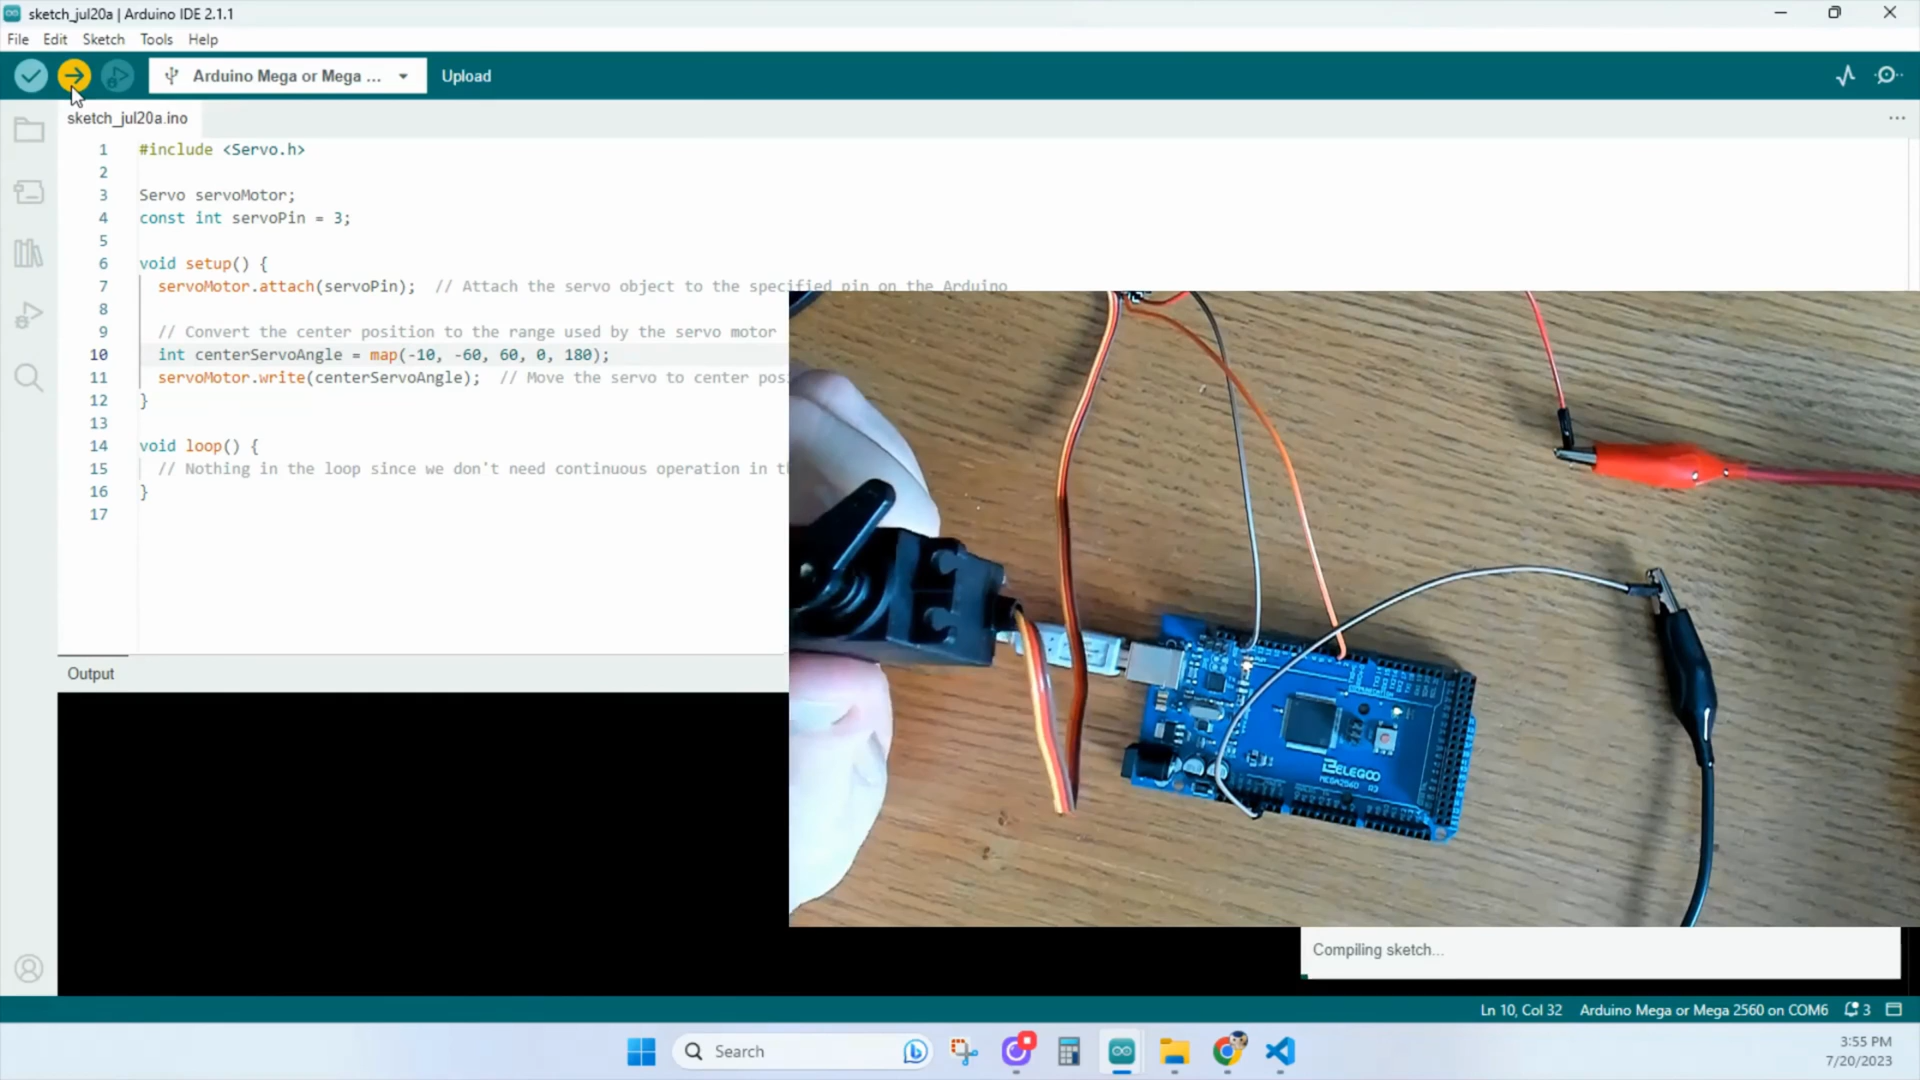 sketch_jul20a | Arduino IDE 2.1.1
File Edit Sketch Tools Help
Arduino Mega or Mega ... Upload
sketch_jul20a.ino
1 #include <Servo.h>
2
3 Servo servoMotor;
4 const int servoPin = 3;
5
6 void setup() {
7 servoMotor.attach(servoPin); // Attach the servo object to the specified pin on the Arduino
8
9 // Convert the center position to the range used by the servo motor
10 int centerServoAngle = map(-10, -60, 60, 0, 180);
11 servoMotor.write(centerServoAngle); // Move the servo to center pos
12 }
13
14 void loop() {
15 // Nothing in the loop since we don't need continuous operation in th
16 }
17
Output
ELEGOO
MEGA2560 R3
Compiling sketch...
Ln 10, Col 32 Arduino Mega or Mega 2560 on COM6 3
Search
3:55 PM
7/20/2023